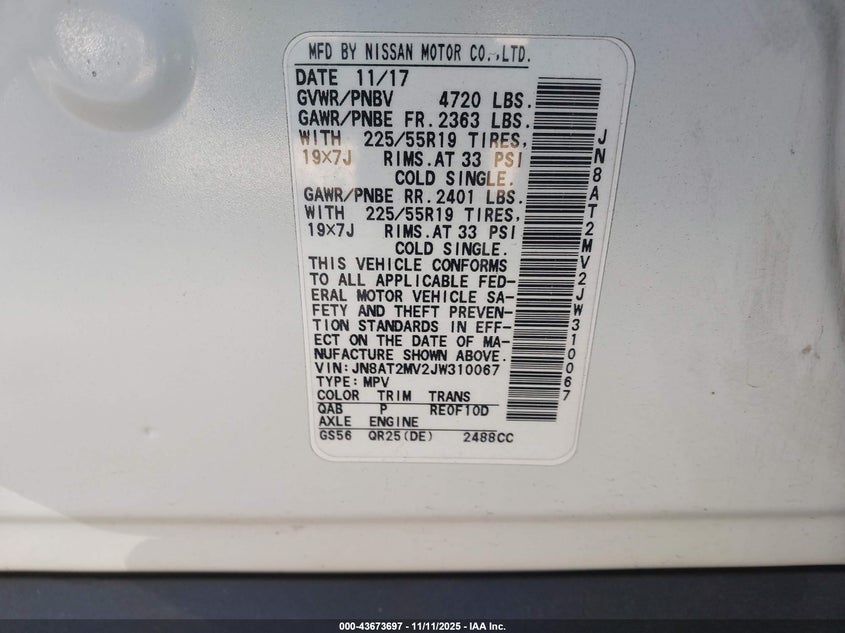 MFD BY NISSAN MOTOR CO.,LTD.
DATE 11/17
GVWR/PNBV 4720 LBS.
GAWR/PNBE FR. 2363 LBS.
WITH 225/55R19 TIRES,
19×7J RIMS.AT 33 PSI
COLD SINGLE.
GAWR/PNBE RR. 2401 LBS.
WITH 225/55R19 TIRES,
19×7J RIMS.AT 33 PSI
COLD SINGLE.
THIS VEHICLE CONFORMS
TO ALL APPLICABLE FED-
ERAL MOTOR VEHICLE SA-
FETY AND THEFT PREVEN-
TION STANDARDS IN EFF-
ECT ON THE DATE OF MA-
NUFACTURE SHOWN ABOVE.
VIN:JN8AT2MV2JW310067
TYPE:MPV
COLOR TRIM TRANS
QAB P RE0F10D
AXLE ENGINE
GS56 QR25(DE) 2488CC
JN8AT2MV2JW310067
000-43673697 - 11/11/2025 - IAA Inc.